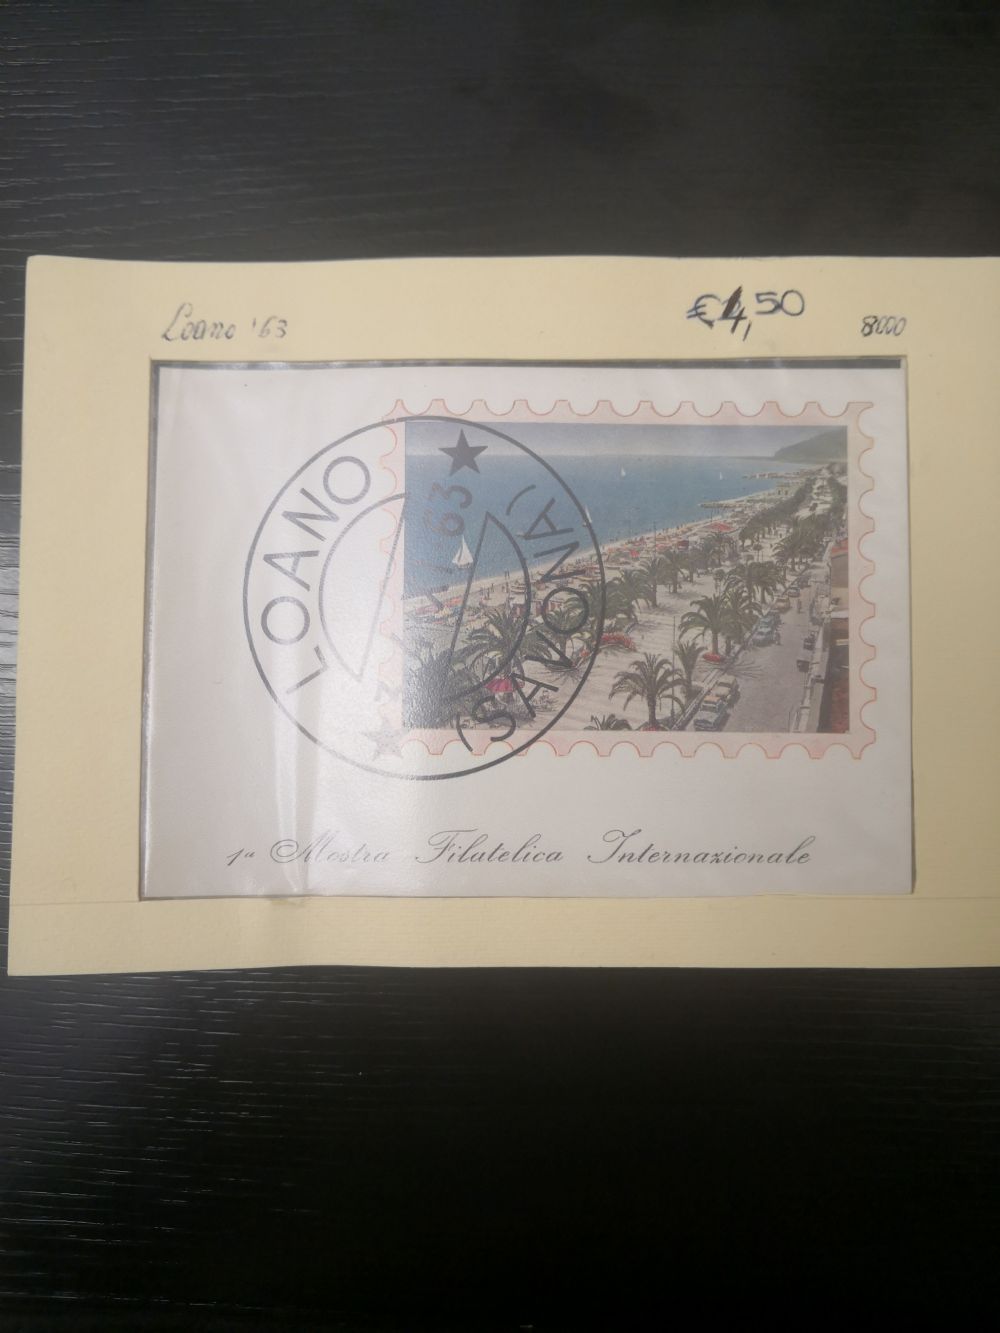 Loano '63
€4,50
8000
LOANO
63
(SAVONA)
1ª Mostra Filatelica Internazionale